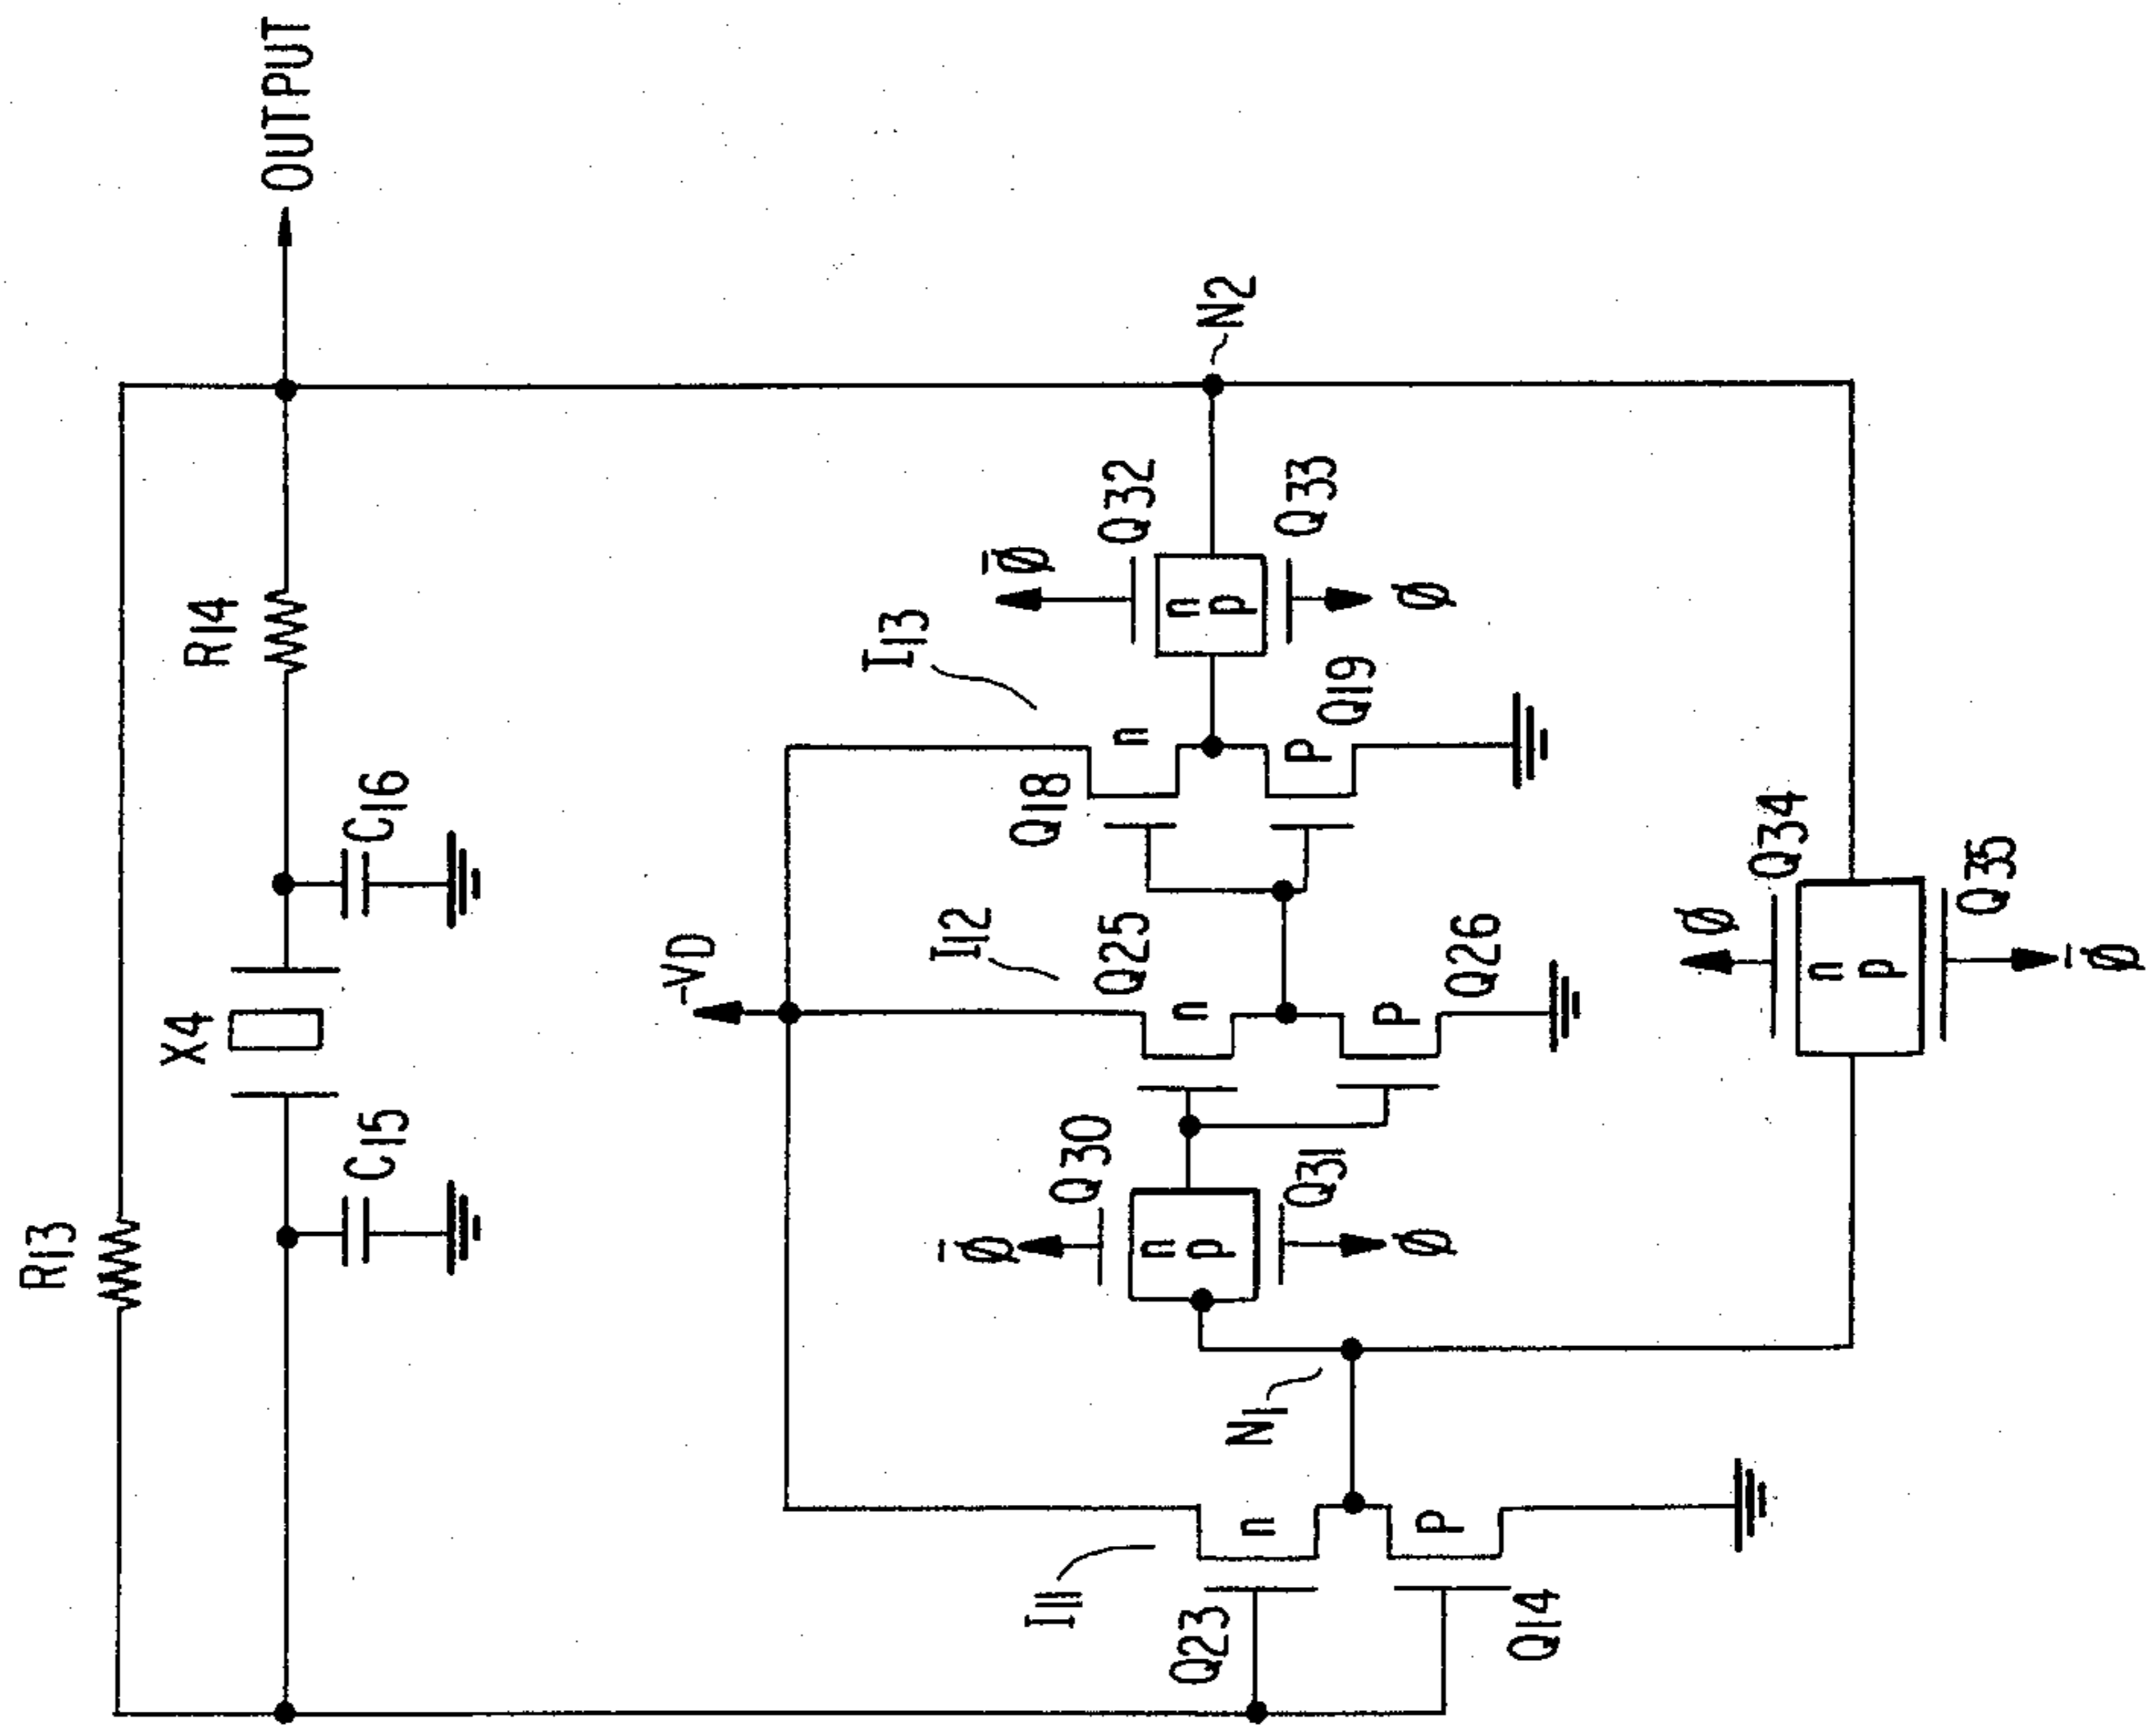 OUTPUT
R13
X4
R14
C15
C16
-VD
N2
I11
I12
I13
Q23
Q14
N1
Q30
Q31
n
p
Q25
Q26
n
P
Q18
Q19
n
P
Q32
Q33
n
p
Q34
Q35
n
p
n
P
Ø̅
Ø
Ø̅
Ø
Ø
Ø̅